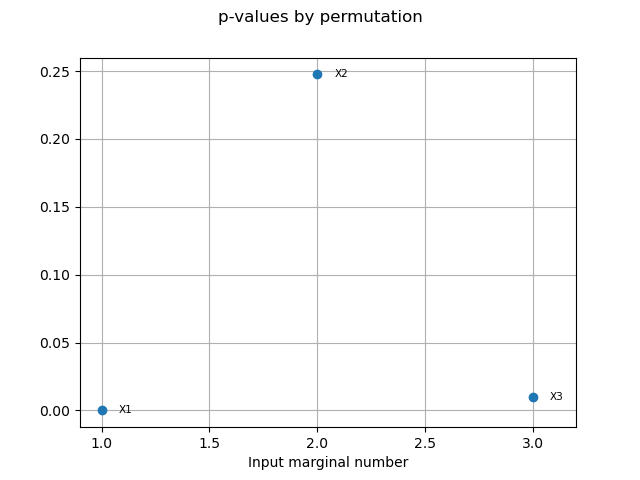 p-values by permutation
0.25
X2
0.20
0.15
0.10
0.05
X3
0.00
X1
1.0 1.5 2.0 2.5 3.0
Input marginal number